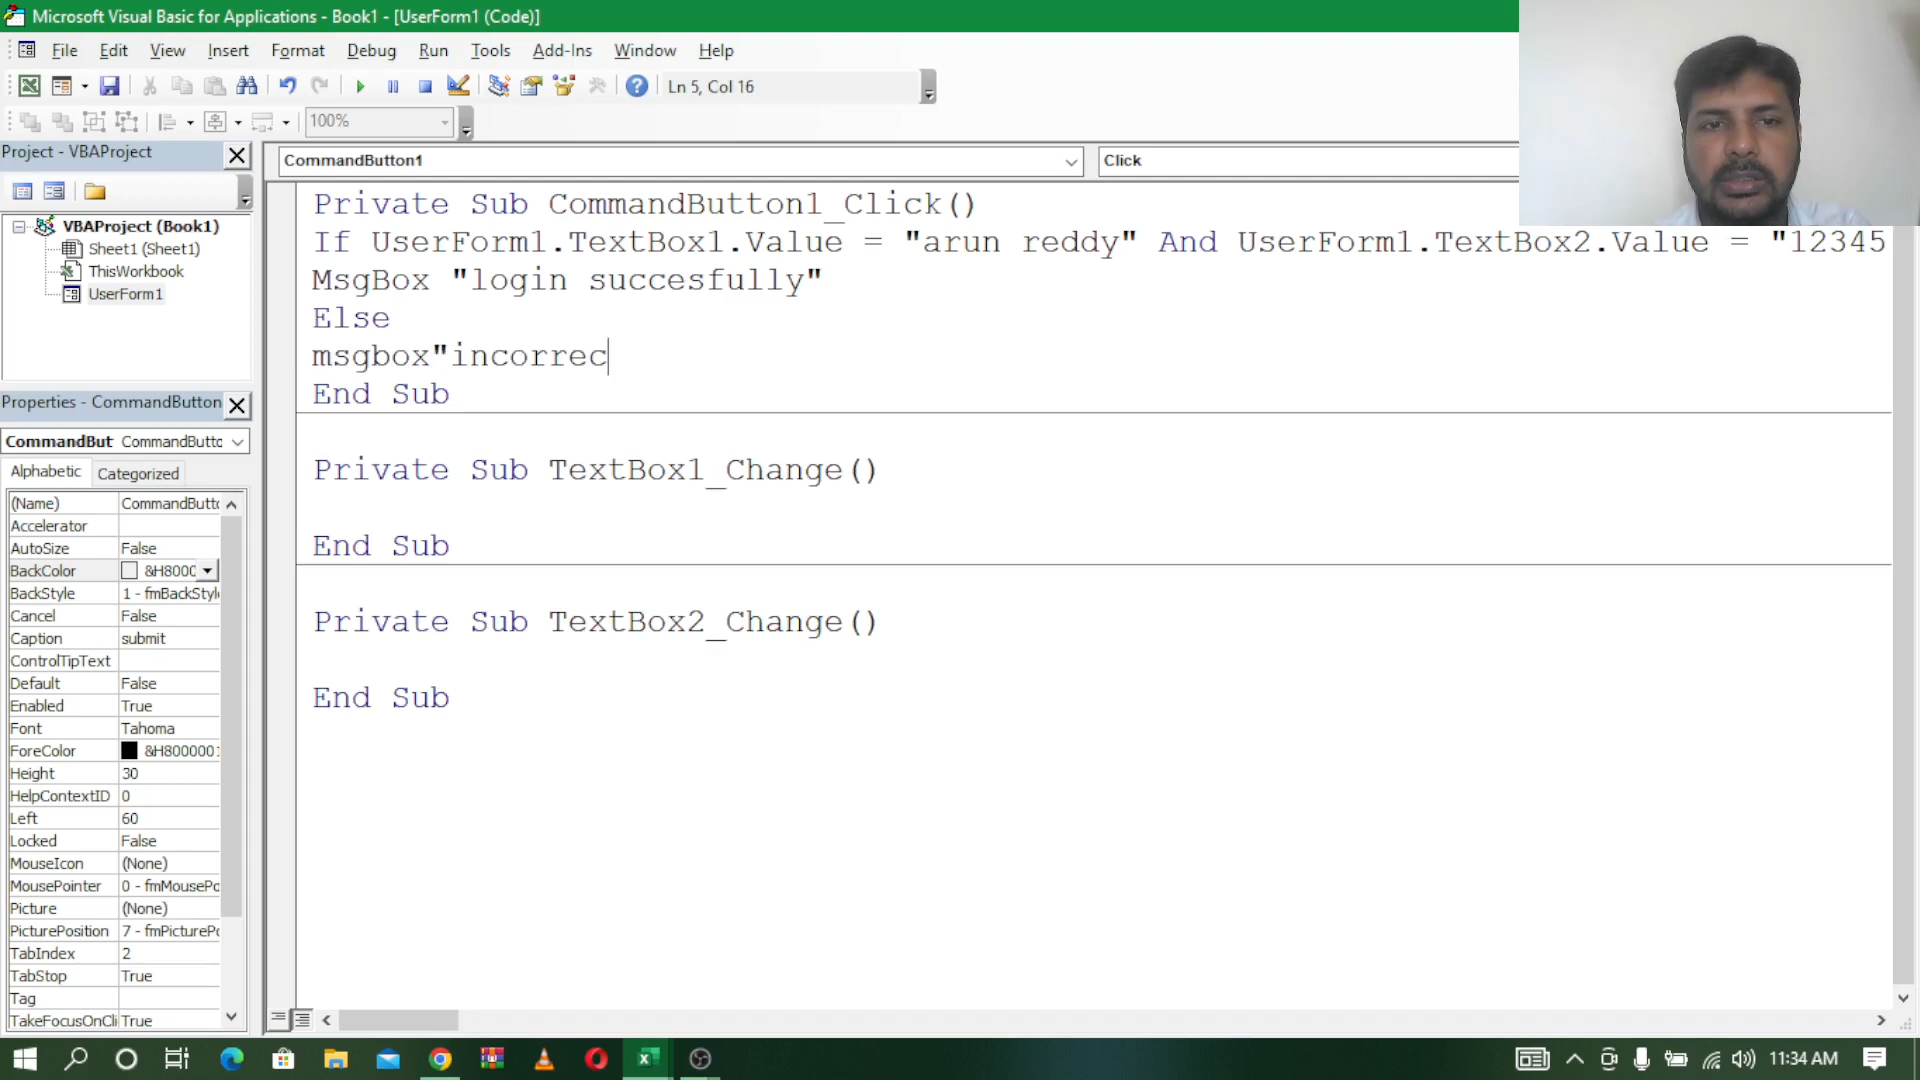 Microsoft Visual Basic for Applications - Book1 - [UserForm1 (Code)]
File Edit View Insert Format Debug Run Tools Add-Ins Window Help
Ln 5, Col 16
100%
Project - VBAProject
CommandButton1
Click
VBAProject (Book1)
Sheet1 (Sheet1)
ThisWorkbook
UserForm1
Private Sub CommandButton1_Click()
If UserForm1.TextBox1.Value = "arun reddy" And UserForm1.TextBox2.Value = "12345
MsgBox "login succesfully"
Else
msgbox"incorrec
End Sub
Private Sub TextBox1_Change()
End Sub
Private Sub TextBox2_Change()
End Sub
Properties - CommandButton
CommandBut CommandButto
Alphabetic Categorized
(Name) CommandButto
Accelerator
AutoSize False
BackColor &H8000
BackStyle 1 - fmBackStyl
Cancel False
Caption submit
ControlTipText
Default False
Enabled True
Font Tahoma
ForeColor &H8000001
Height 30
HelpContextID 0
Left 60
Locked False
MouseIcon (None)
MousePointer 0 - fmMousePo
Picture (None)
PicturePosition 7 - fmPicturePo
TabIndex 2
TabStop True
Tag
TakeFocusOnCli True
11:34 AM